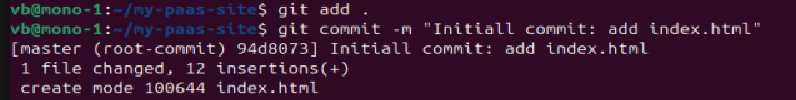 vb@mono-1:~/my-paas-site$ git add .
vb@mono-1:~/my-paas-site$ git commit -m "Initiall commit: add index.html"
[master (root-commit) 94d8073] Initiall commit: add index.html
 1 file changed, 12 insertions(+)
 create mode 100644 index.html